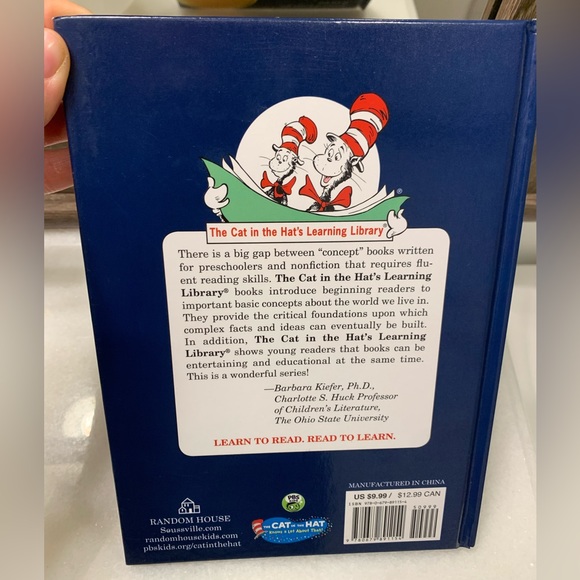 The Cat in the Hat's Learning Library®
There is a big gap between "concept" books written
for preschoolers and nonfiction that requires flu-
ent reading skills. The Cat in the Hat's Learning
Library® books introduce beginning readers to
important basic concepts about the world we live in.
They provide the critical foundations upon which
complex facts and ideas can eventually be built.
In addition, The Cat in the Hat's Learning
Library® shows young readers that books can be
entertaining and educational at the same time.
This is a wonderful series!
—Barbara Kiefer, Ph.D.,
Charlotte S. Huck Professor
of Children's Literature,
The Ohio State University
LEARN TO READ. READ TO LEARN.
MANUFACTURED IN CHINA
US $9.99 / $12.99 CAN
50999
RANDOM HOUSE
Seussville.com
randomhousekids.com
pbskids.org/catinthehat
PBS
KIDS
THE CAT IN THE HAT
Knows a Lot About That!